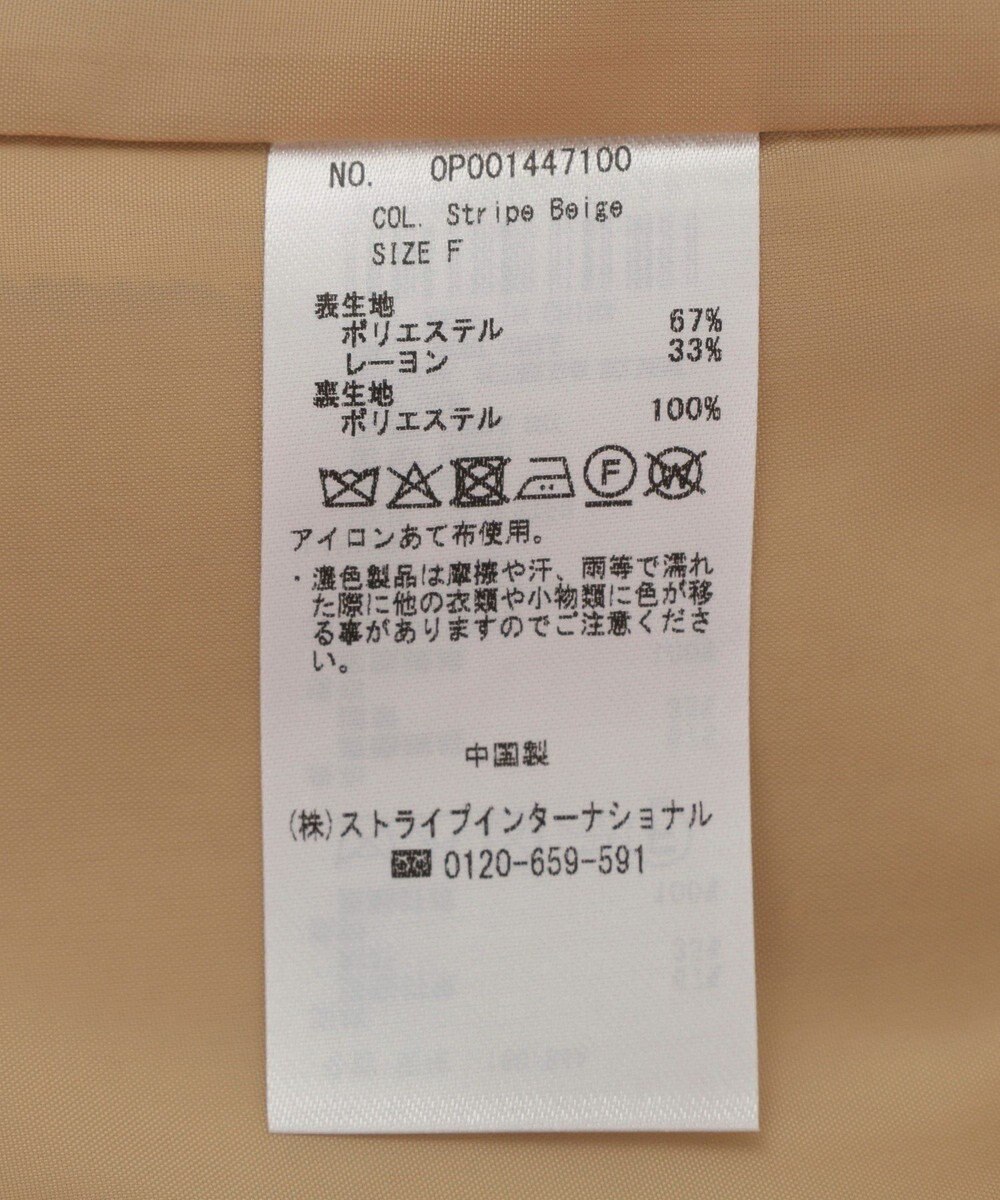 NO. OP001447100
COL. Stripe Beige
SIZE F
表生地
ポリエステル 67%
レーヨン 33%
裏生地
ポリエステル 100%
F W
アイロンあて布使用。
・濃色製品は摩擦や汗、雨等で濡れ
た際に他の衣類や小物類に色が移
る事がありますのでご注意くださ
い。
中国製
(株)ストライプインターナショナル
0120-659-591